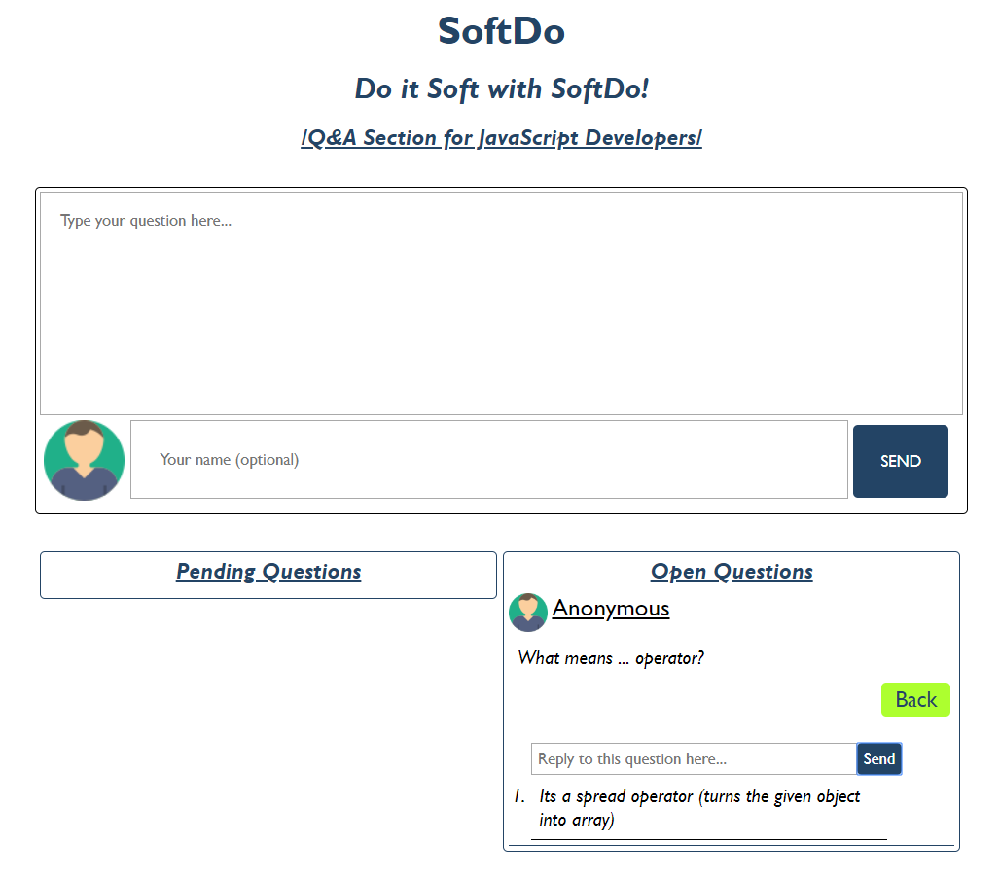 SoftDo
Do it Soft with SoftDo!
/Q&A Section for JavaScript Developers/
Type your question here...
Your name (optional)
SEND
Pending Questions
Open Questions
Anonymous
What means ... operator?
Back
Reply to this question here...
Send
1. Its a spread operator (turns the given object
into array)